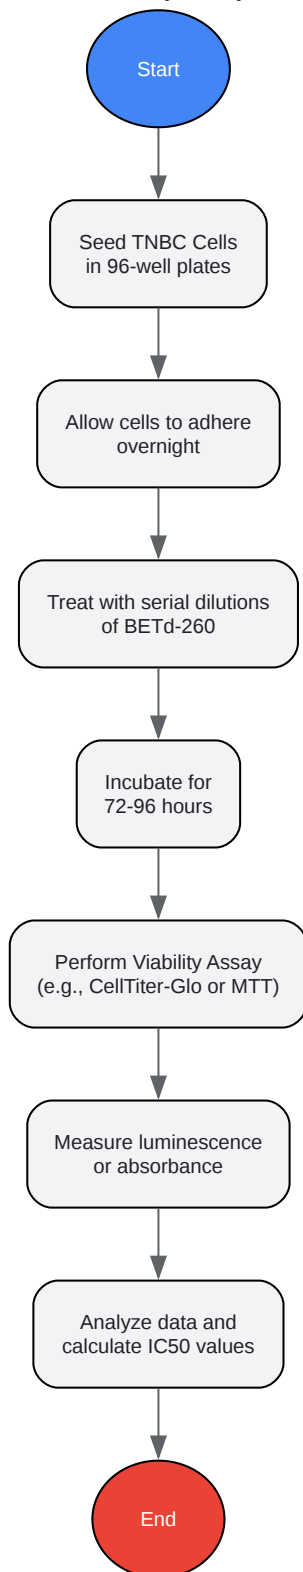 Start
Seed TNBC Cells
in 96-well plates
Allow cells to adhere
overnight
Treat with serial dilutions
of BETd-260
Incubate for
72-96 hours
Perform Viability Assay
(e.g., CellTiter-Glo or MTT)
Measure luminescence
or absorbance
Analyze data and
calculate IC50 values
End